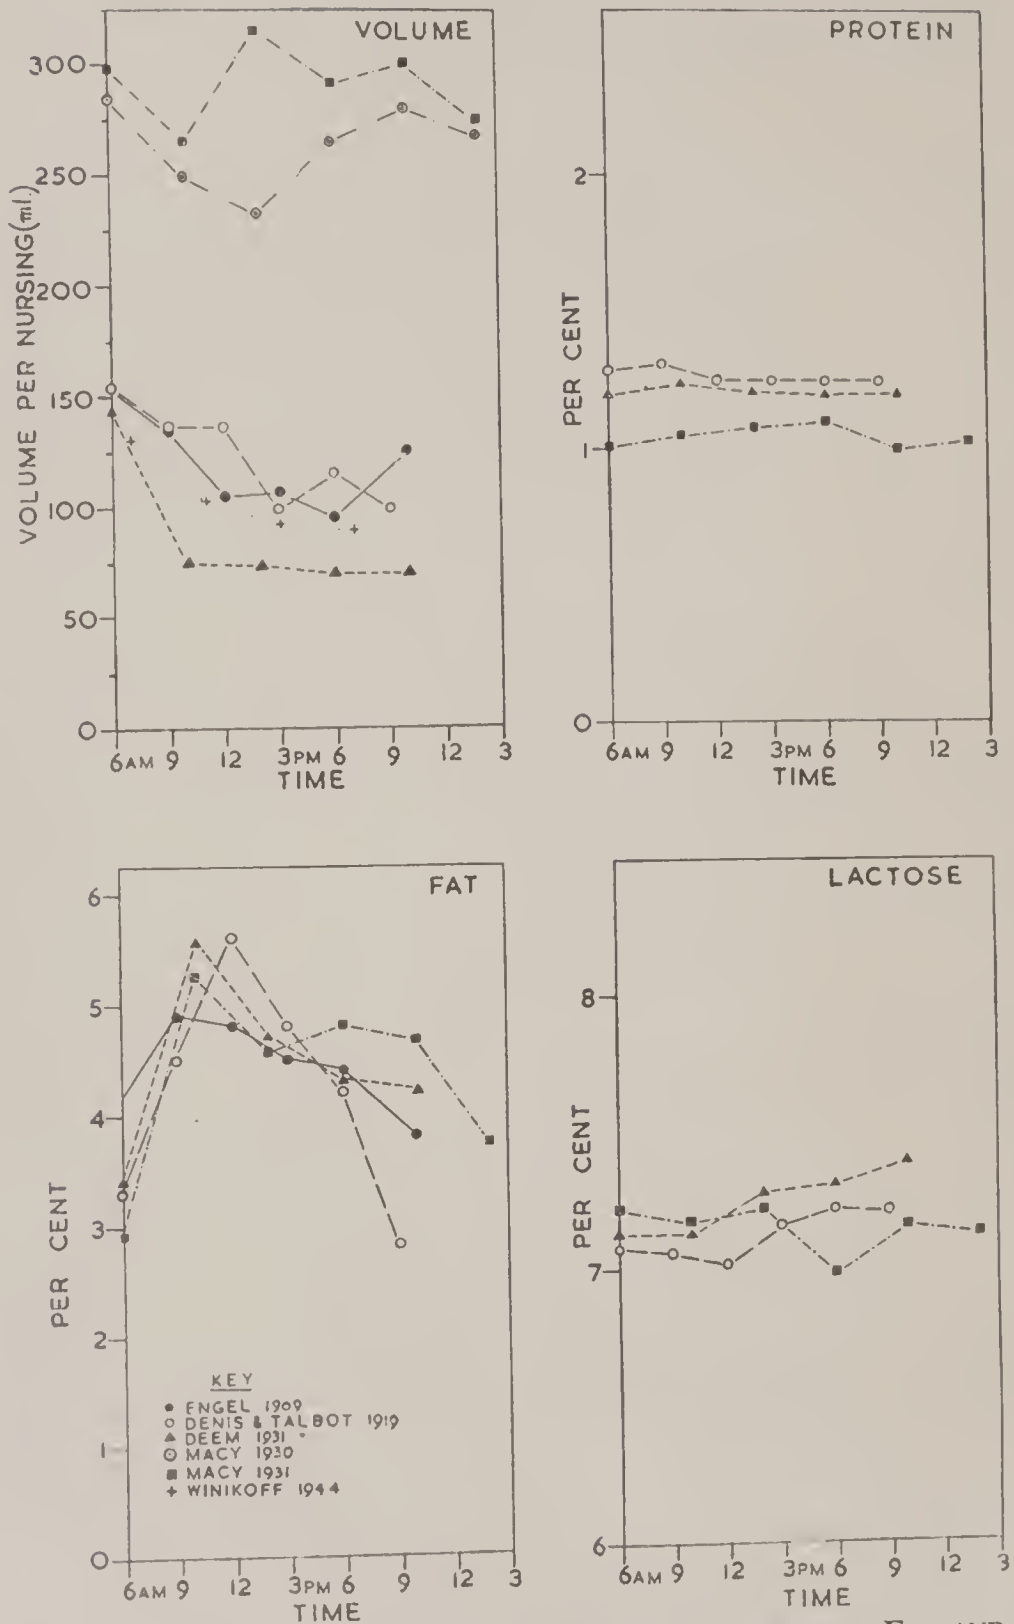 VOLUME
300
250
200
150
100
50
0
VOLUME PER NURSING (ml.)
6AM 9 12 3PM 6 9 12 3
TIME
PROTEIN
2
1
0
PER CENT
6AM 9 12 3PM 6 9 12 3
TIME
FAT
6
5
4
3
2
1
0
PER CENT
KEY
ENGEL 1909
DENIS & TALBOT 1919
DEEM 1931
MACY 1930
MACY 1931
WINIKOFF 1944
6AM 9 12 3PM 6 9 12 3
TIME
LACTOSE
8
7
6
PER CENT
6AM 9 12 3PM 6 9 12 3
TIME